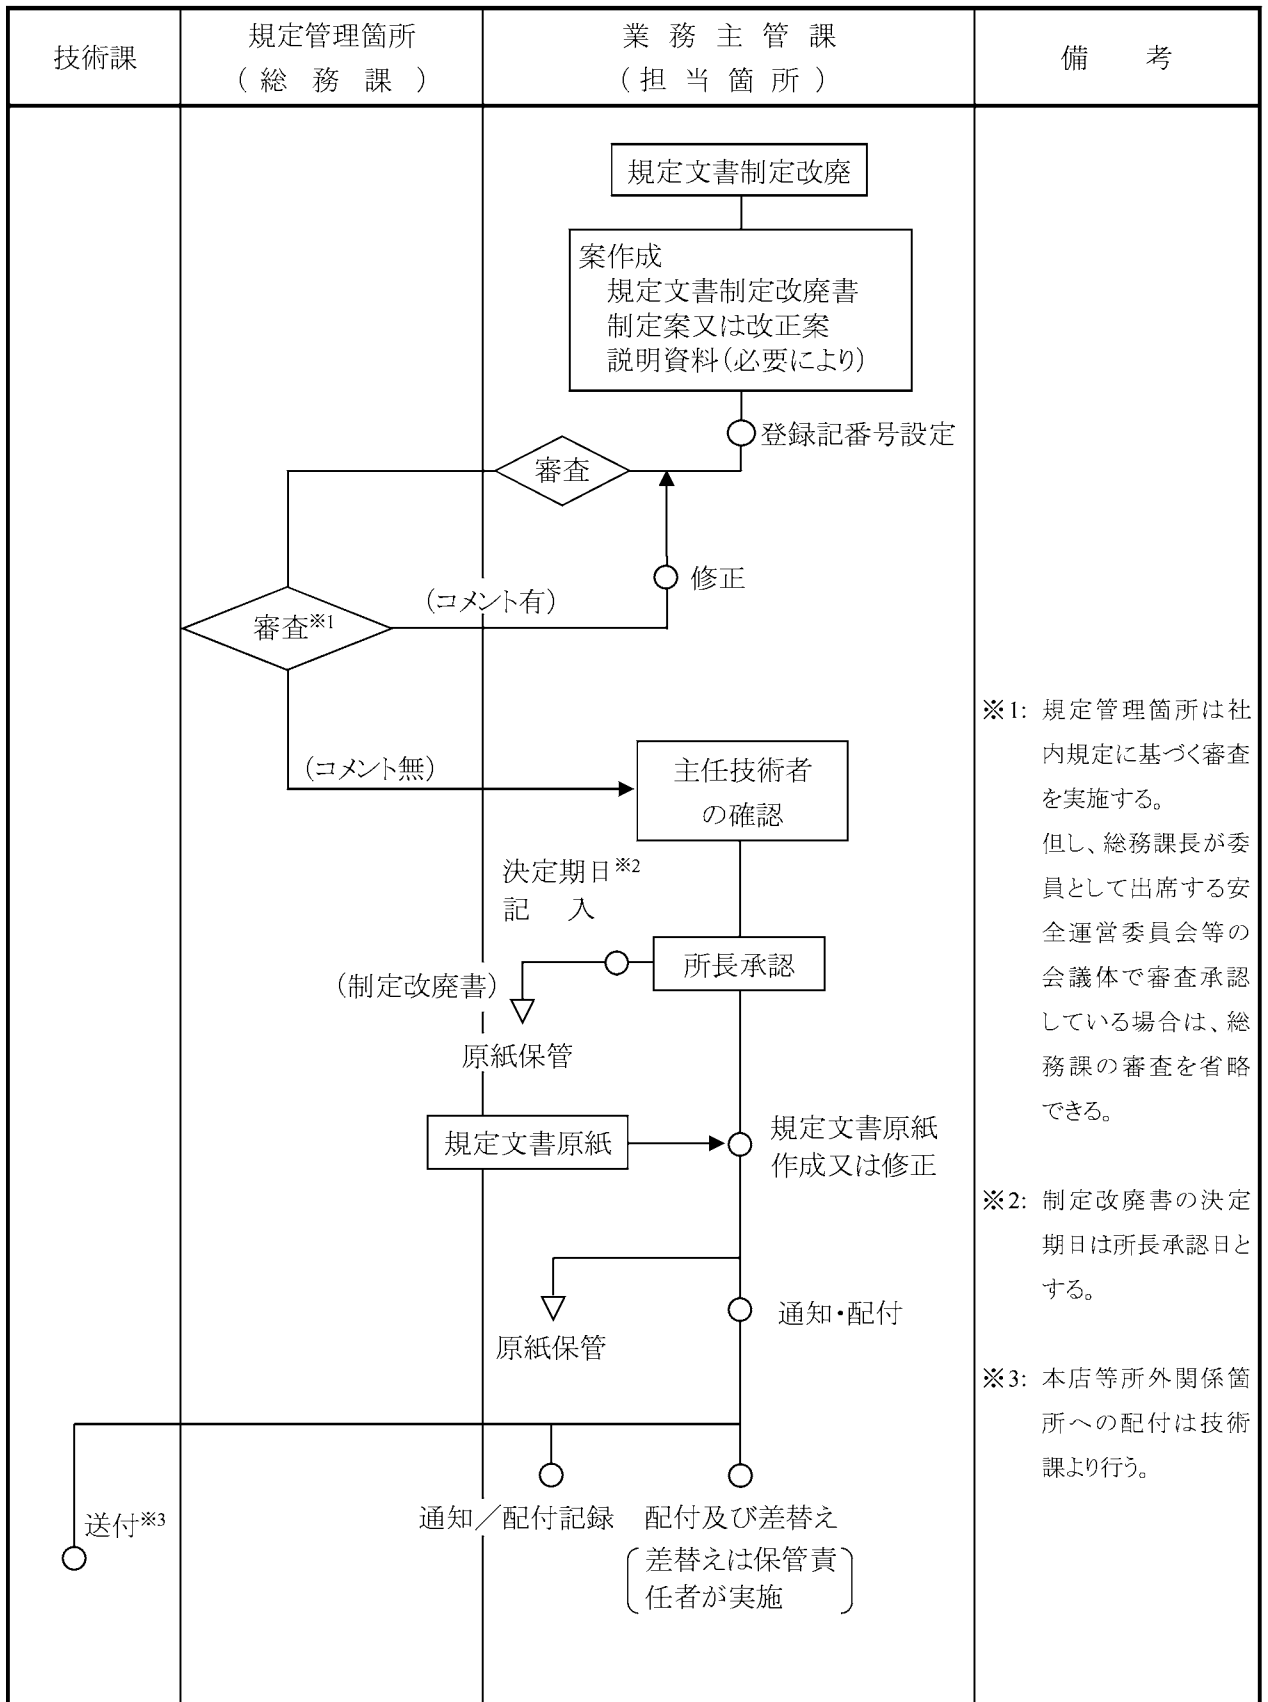 技術課
規定管理箇所
(総務課)
業務主管課
(担当箇所)
備 考
規定文書制定改廃
案作成
規定文書制定改廃書
制定案又は改正案
説明資料(必要により)
登録記番号設定
審査
修正
(コメント有)
審査※1
(コメント無)
主任技術者
の確認
決定期日※2
記 入
所長承認
(制定改廃書)
原紙保管
規定文書原紙
規定文書原紙
作成又は修正
原紙保管
通知・配付
送付※3
通知/配付記録
配付及び差替え
差替えは保管責
任者が実施
※1: 規定管理箇所は社
内規定に基づく審査
を実施する。
但し、総務課長が委
員として出席する安
全運営委員会等の
会議体で審査承認
している場合は、総
務課の審査を省略
できる。
※2: 制定改廃書の決定
期日は所長承認日と
する。
※3: 本店等所外関係箇
所への配付は技術
課より行う。